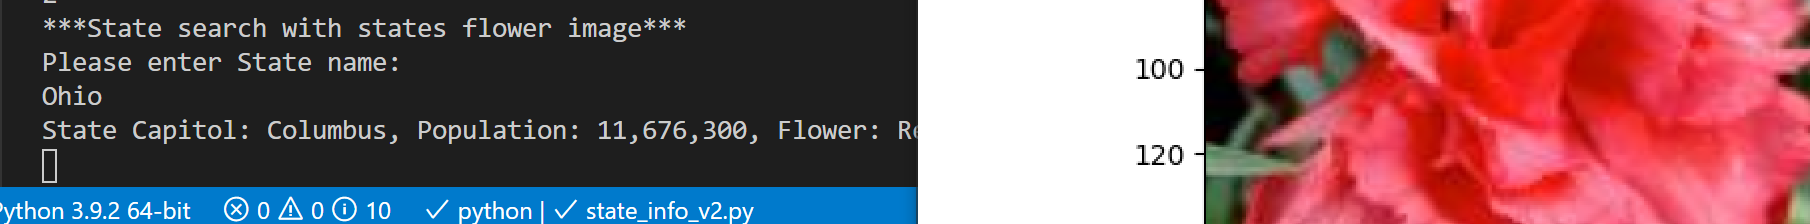 ***State search with states flower image***
Please enter State name:
Ohio
State Capitol: Columbus, Population: 11,676,300, Flower:
Python 3.9.2 64-bit 0 0 10 python | state_info_v2.py
100
120